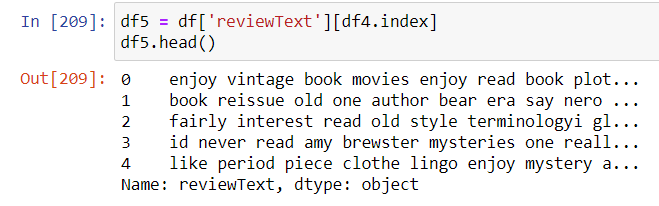 In [209]: df5 = df['reviewText'][df4.index]
df5.head()
Out[209]: 0    enjoy vintage book movies enjoy read book plot...
1    book reissue old one author bear era say nero ...
2    fairly interest read old style terminologyi gl...
3    id never read amy brewster mysteries one reall...
4    like period piece clothe lingo enjoy mystery a...
Name: reviewText, dtype: object